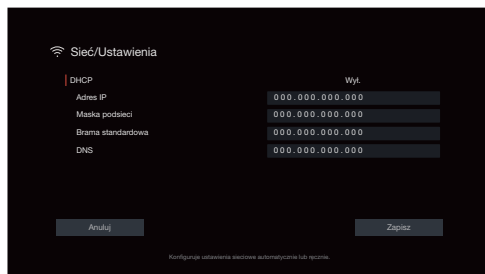 Sieć/Ustawienia
DHCP Wył.
Adres IP 000.000.000.000
Maska podsieci 000.000.000.000
Brama standardowa 000.000.000.000
DNS 000.000.000.000
Anuluj Zapisz
Konfiguruje ustawienia sieciowe automatycznie lub ręcznie.